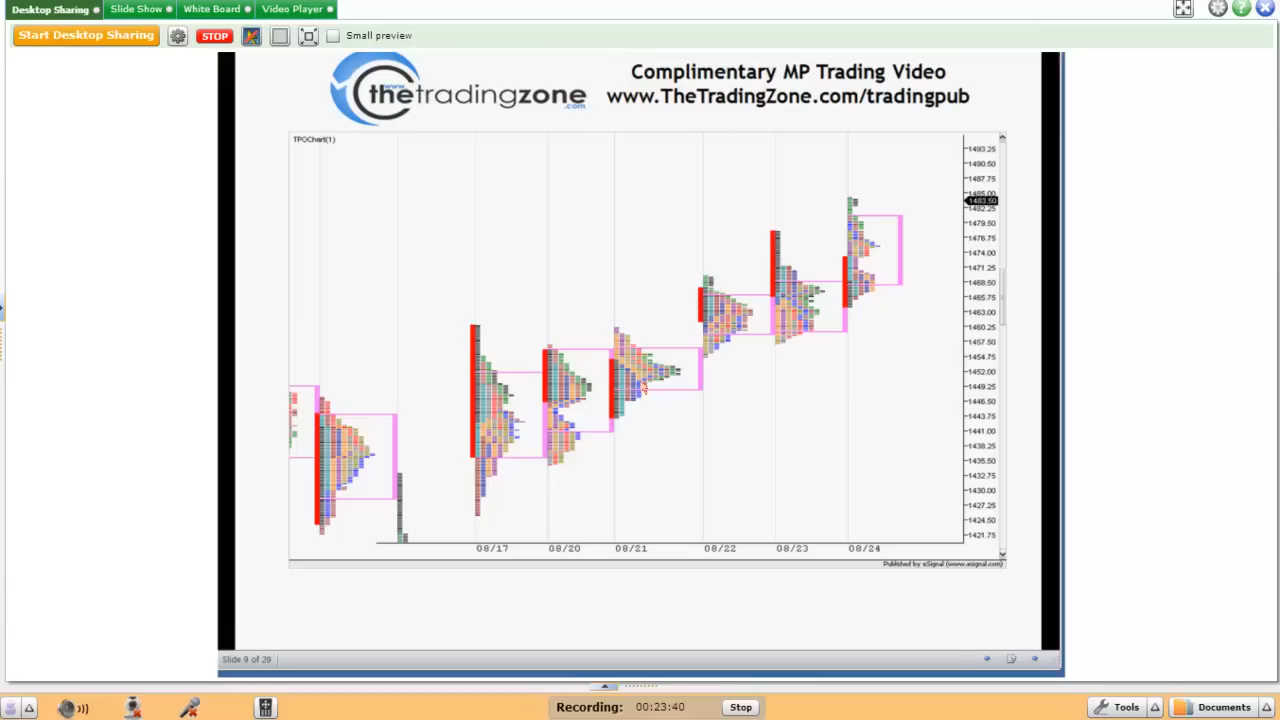 Desktop Sharing
Slide Show
White Board
Video Player
Start Desktop Sharing
STOP
Small preview
www.
thetradingzone
.com
Complimentary MP Trading Video
www.TheTradingZone.com/tradingpub
TPOChart(1)
1493.25
1490.50
1487.75
1485.00
1483.50
1482.25
1479.50
1476.75
1474.00
1471.25
1468.50
1465.75
1463.00
1460.25
1457.50
1454.75
1452.00
1449.25
1446.50
1443.75
1441.00
1438.25
1435.50
1432.75
1430.00
1427.25
1424.50
1421.75
08/17 08/20 08/21 08/22 08/23 08/24
Published by eSignal (www.esignal.com)
Slide 9 of 29
Recording: 00:23:40 Stop
Tools
Documents